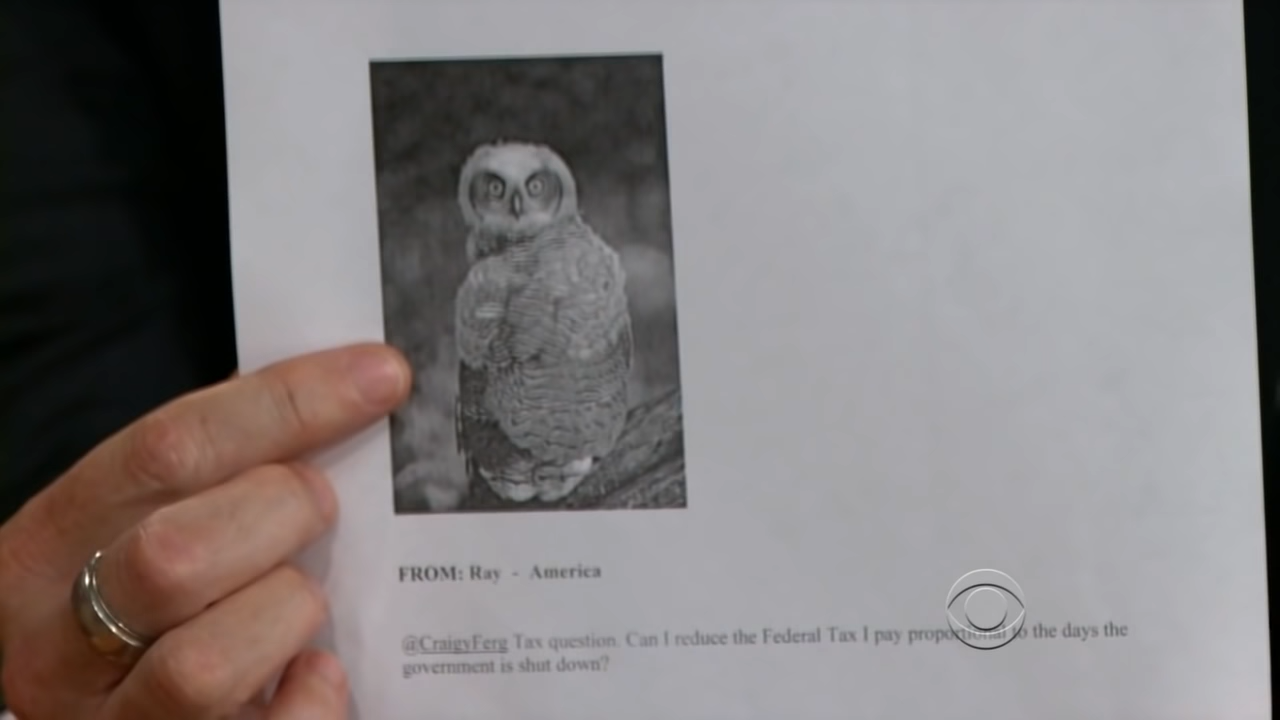 FROM: Ray - America
@CraigyFerg Tax question. Can I reduce the Federal Tax I pay proportional to the days the
government is shut down?